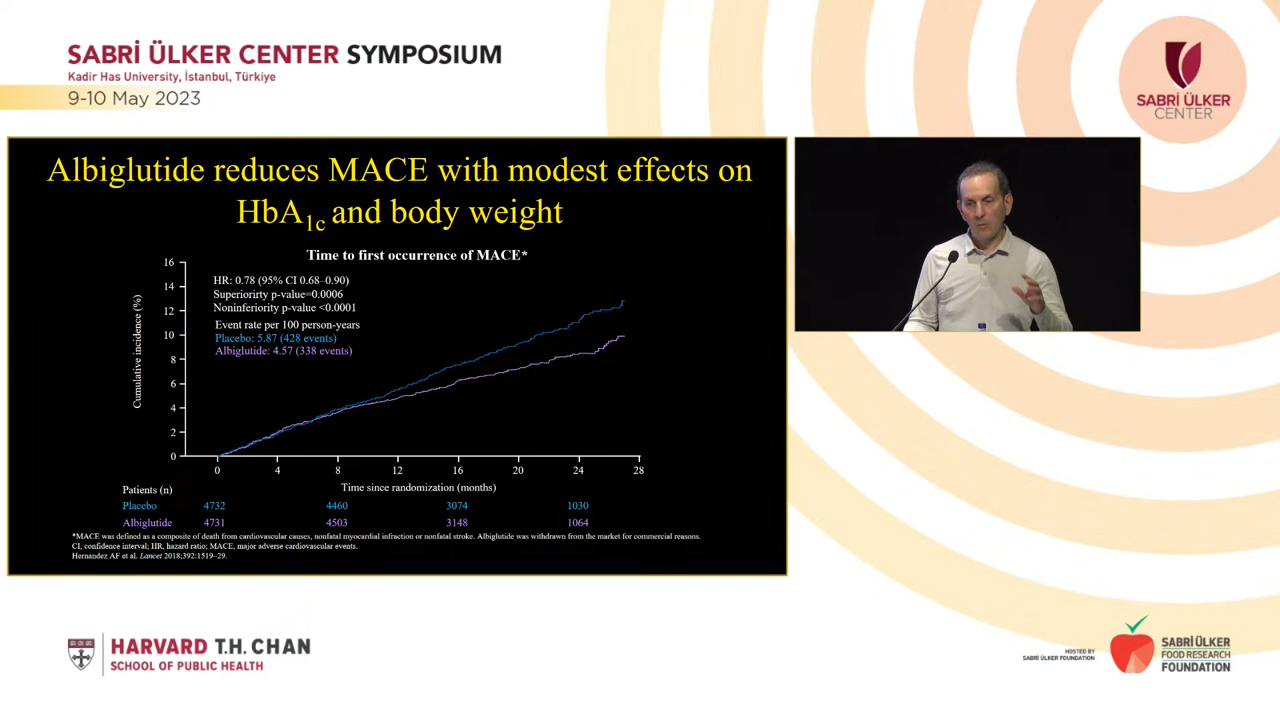 SABRİ ÜLKER CENTER SYMPOSIUM
Kadir Has University, İstanbul, Türkiye
9-10 May 2023
SABRİ ÜLKER
CENTER
Albiglutide reduces MACE with modest effects on
HbA1c and body weight
Time to first occurrence of MACE*
HR: 0.78 (95% CI 0.68–0.90)
Superiorirty p-value=0.0006
Noninferiority p-value <0.0001
Event rate per 100 person-years
Placebo: 5.87 (428 events)
Albiglutide: 4.57 (338 events)
Cumulative incidence (%)
16
14
12
10
8
6
4
2
0
0 4 8 12 16 20 24 28
Time since randomization (months)
Patients (n)
Placebo 4732 4460 3074 1030
Albiglutide 4731 4503 3148 1064
*MACE was defined as a composite of death from cardiovascular causes, nonfatal myocardial infraction or nonfatal stroke. Albiglutide was withdrawn from the market for commercial reasons.
CI, confidence interval; HR, hazard ratio; MACE, major adverse cardiovascular events.
Hernandez AF et al. Lancet 2018;392:1519–29.
HARVARD T.H. CHAN
SCHOOL OF PUBLIC HEALTH
HOSTED BY
SABRİ ÜLKER FOUNDATION
SABRİ ÜLKER
FOOD RESEARCH
FOUNDATION